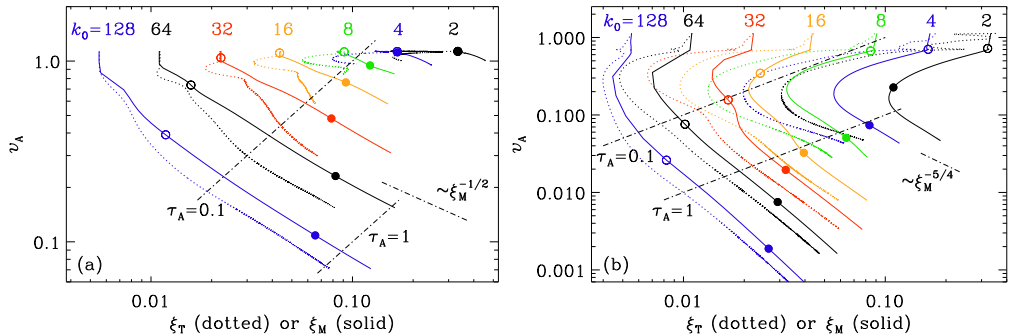 k₀=128 64 32 16 8 4 2
1.0
0.1
v_A
τ_A=0.1
τ_A=1
~ξ_M^{-1/2}
(a)
0.01 0.10
ξ_T (dotted) or ξ_M (solid)
k₀=128 64 32 16 8 4 2
1.000
0.100
0.010
0.001
v_A
τ_A=0.1
τ_A=1
~ξ_M^{-5/4}
(b)
0.01 0.10
ξ_T (dotted) or ξ_M (solid)